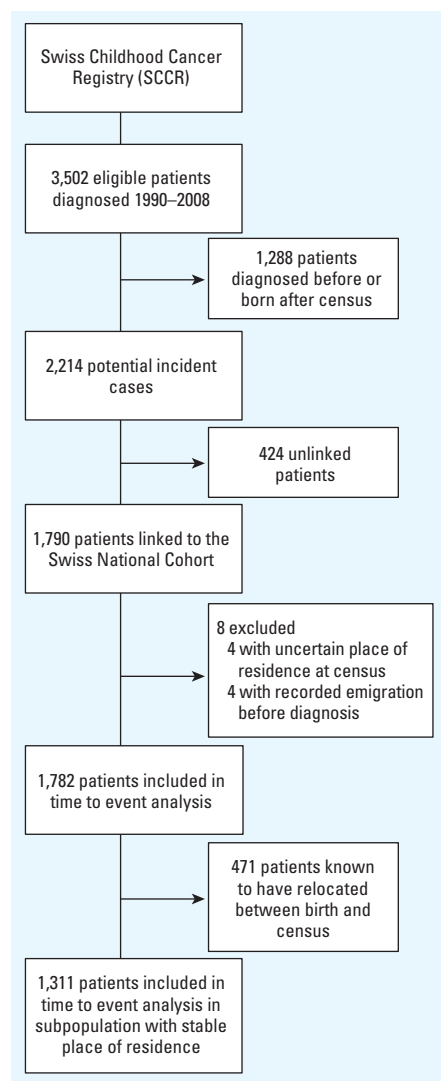 Swiss Childhood Cancer
Registry (SCCR)
3,502 eligible patients
diagnosed 1990–2008
1,288 patients
diagnosed before or
born after census
2,214 potential incident
cases
424 unlinked
patients
1,790 patients linked to the
Swiss National Cohort
8 excluded
4 with uncertain place of
residence at census
4 with recorded emigration
before diagnosis
1,782 patients included in
time to event analysis
471 patients known
to have relocated
between birth and
census
1,311 patients included in
time to event analysis in
subpopulation with stable
place of residence